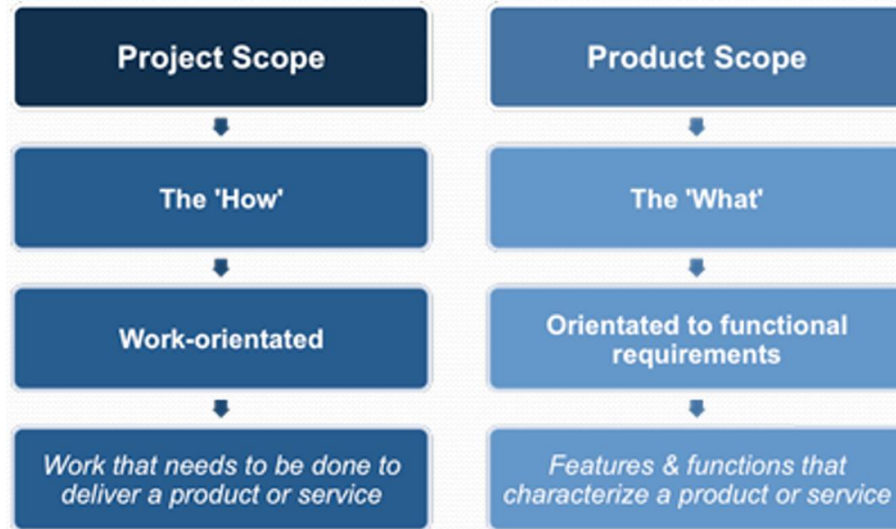 Project Scope
The 'How'
Work-orientated
Work that needs to be done to
deliver a product or service
Product Scope
The 'What'
Orientated to functional
requirements
Features & functions that
characterize a product or service